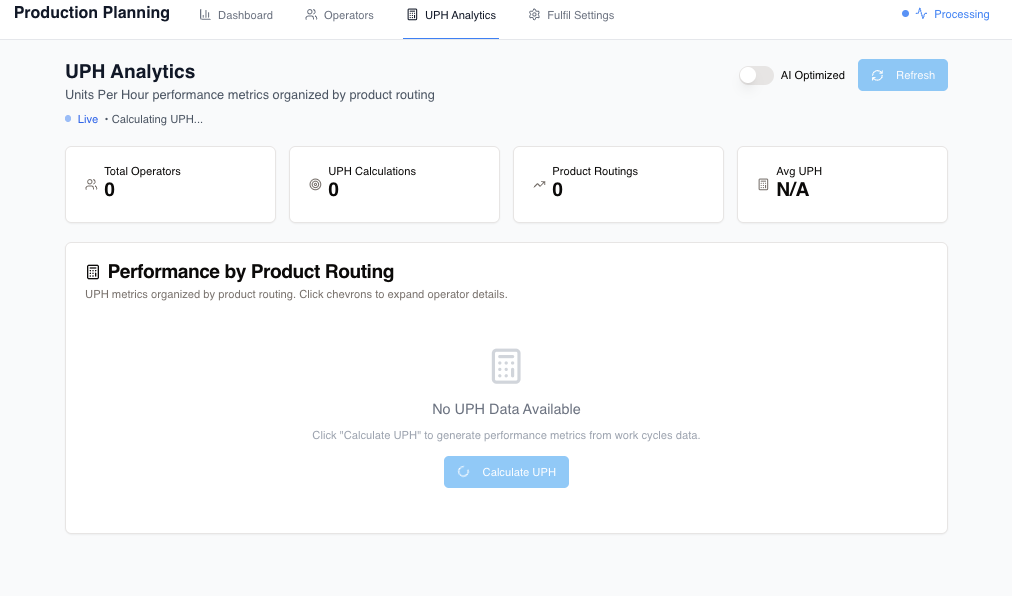 Production Planning
Dashboard
Operators
UPH Analytics
Fulfil Settings
Processing
UPH Analytics
Units Per Hour performance metrics organized by product routing
Live • Calculating UPH...
AI Optimized
Refresh
Total Operators
0
UPH Calculations
0
Product Routings
0
Avg UPH
N/A
Performance by Product Routing
UPH metrics organized by product routing. Click chevrons to expand operator details.
No UPH Data Available
Click "Calculate UPH" to generate performance metrics from work cycles data.
Calculate UPH